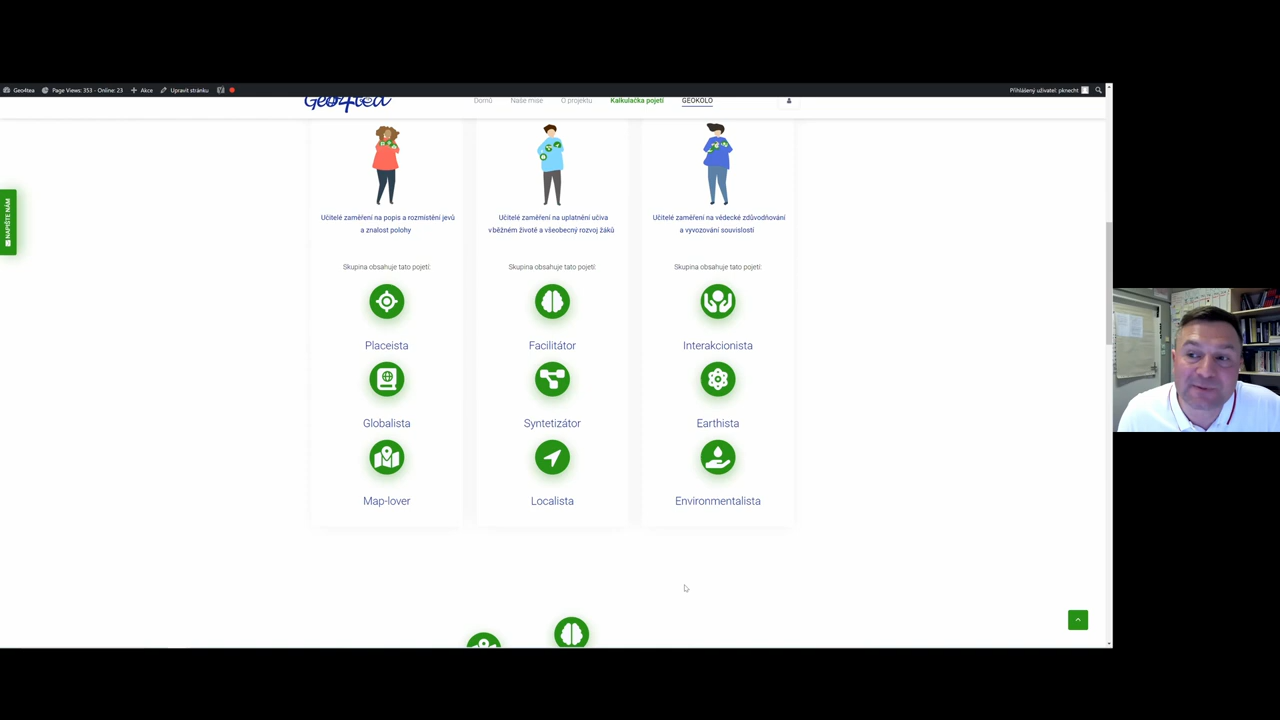 Geo4tea
Page Views: 353 - Online: 23
Akce
Upravit stránku
Přihlášený uživatel: pknecht
Geo4tea
Domů
Naše mise
O projektu
Kalkulačka pojetí
GEOKOLO
NAPIŠTE NÁM
Učitelé zaměření na popis a rozmístění jevů
a znalost polohy
Skupina obsahuje tato pojetí:
Placeista
Globalista
Map-lover
Učitelé zaměření na uplatnění učiva
v běžném životě a všeobecný rozvoj žáků
Skupina obsahuje tato pojetí:
Facilitátor
Syntetizátor
Localista
Učitelé zaměření na vědecké zdůvodňování
a vyvozování souvislostí
Skupina obsahuje tato pojetí:
Interakcionista
Earthista
Environmentalista